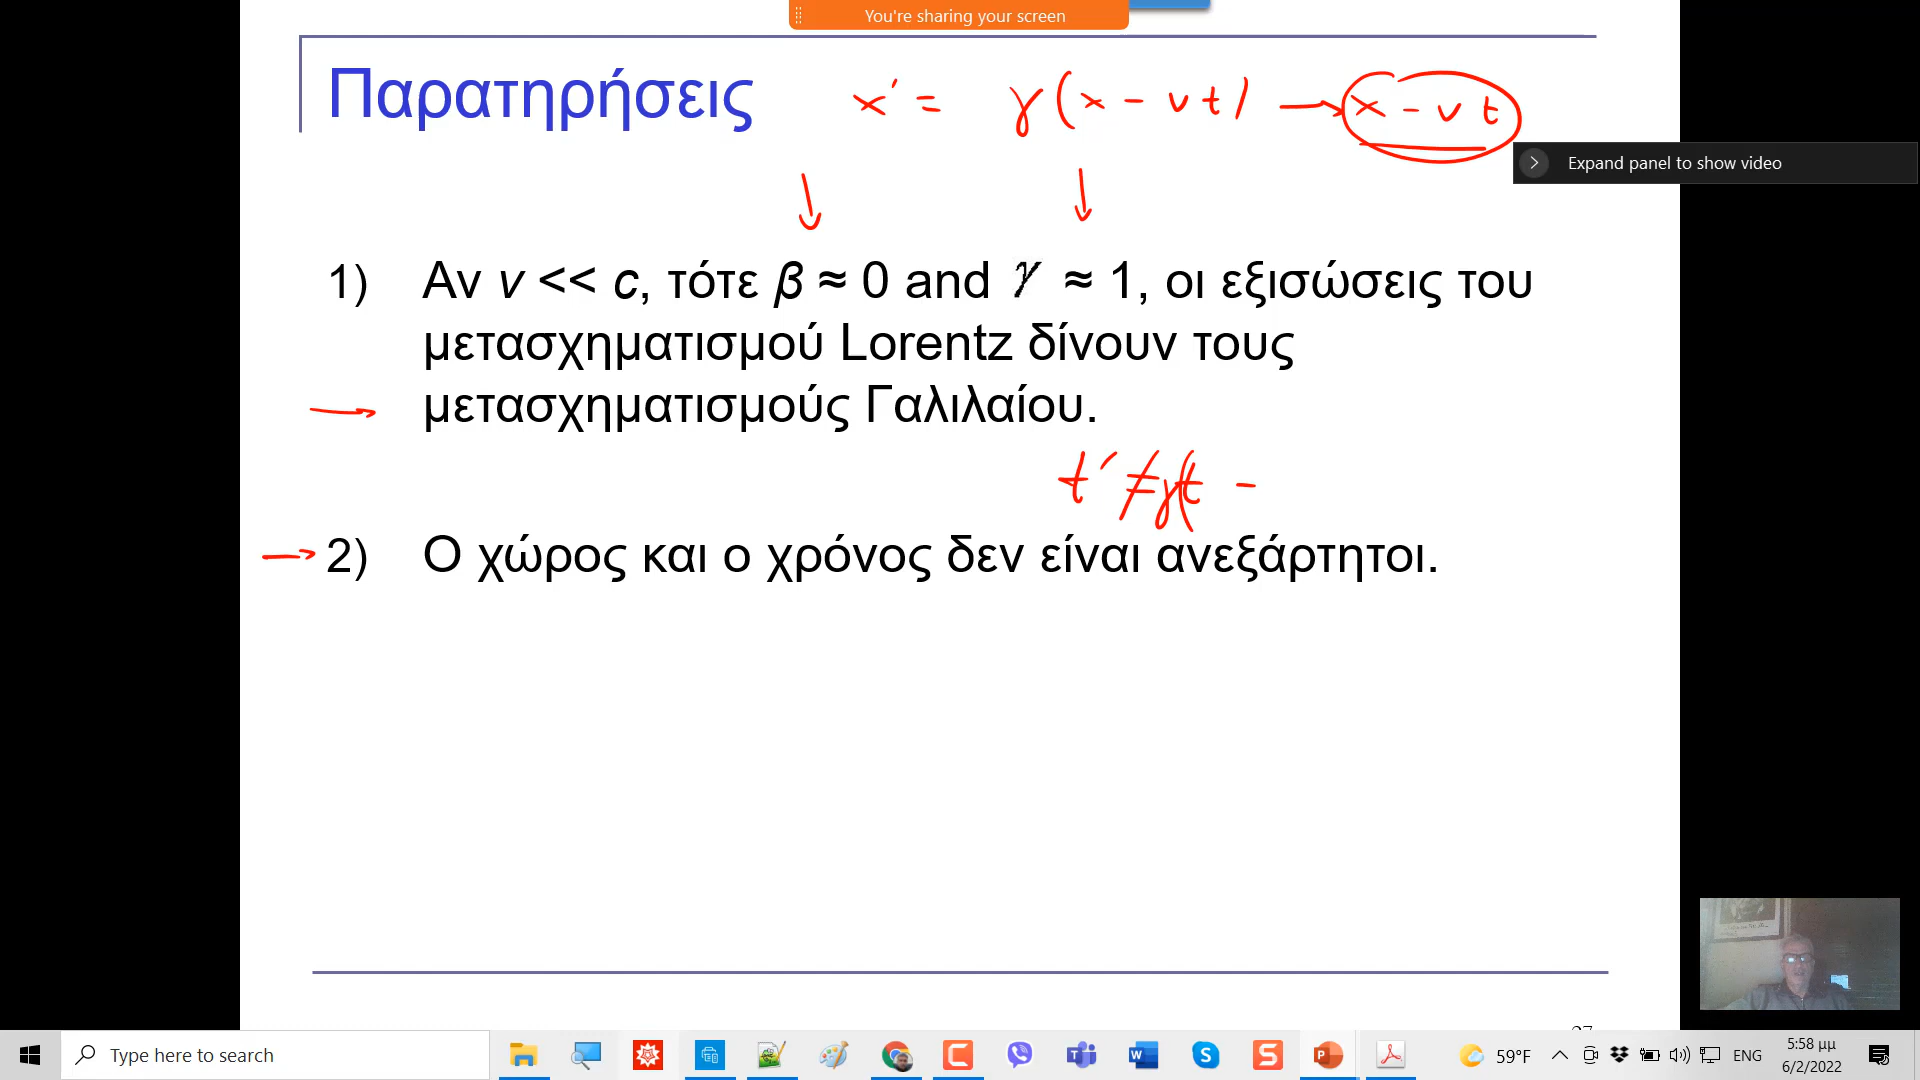 You're sharing your screen
Παρατηρήσεις x' = γ(x - vt) → x - vt
Expand panel to show video
1) Αν v << c, τότε β ≈ 0 and γ ≈ 1, οι εξισώσεις του
μετασχηματισμού Lorentz δίνουν τους
μετασχηματισμούς Γαλιλαίου.
t' ≠ γ(t -
2) Ο χώρος και ο χρόνος δεν είναι ανεξάρτητοι.
Type here to search
59°F
ENG
5:58 μμ
6/2/2022